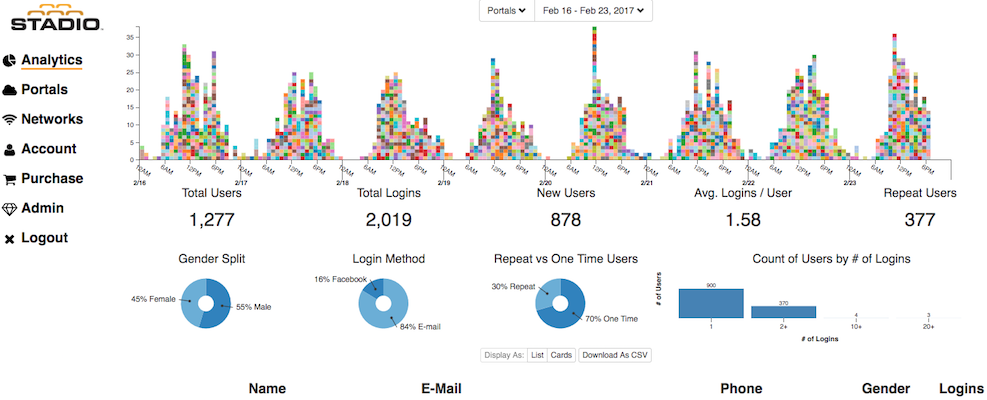 STADIO
Portals Feb 16 - Feb 23, 2017
Analytics
Portals
Networks
Account
Purchase
Admin
Logout
35
30
25
20
15
10
5
0
12AM 6AM 12PM 6PM 12AM 6AM 12PM 6PM 12AM 6AM 12PM 6PM 12AM 6AM 12PM 6PM 12AM 6AM 12PM 6PM 12AM 6AM 12PM 6PM 12AM 6AM 12PM 6PM 12AM 6AM 12PM 6PM
2/16 2/17 2/18 2/19 2/20 2/21 2/22 2/23
Total Users Total Logins New Users Avg. Logins / User Repeat Users
1,277 2,019 878 1.58 377
Gender Split Login Method Repeat vs One Time Users Count of Users by # of Logins
45% Female 55% Male
16% Facebook 84% E-mail
30% Repeat 70% One Time
# of Users
900 370 4 3
1 2+ 10+ 20+
# of Logins
Display As: List Cards Download As CSV
Name E-Mail Phone Gender Logins